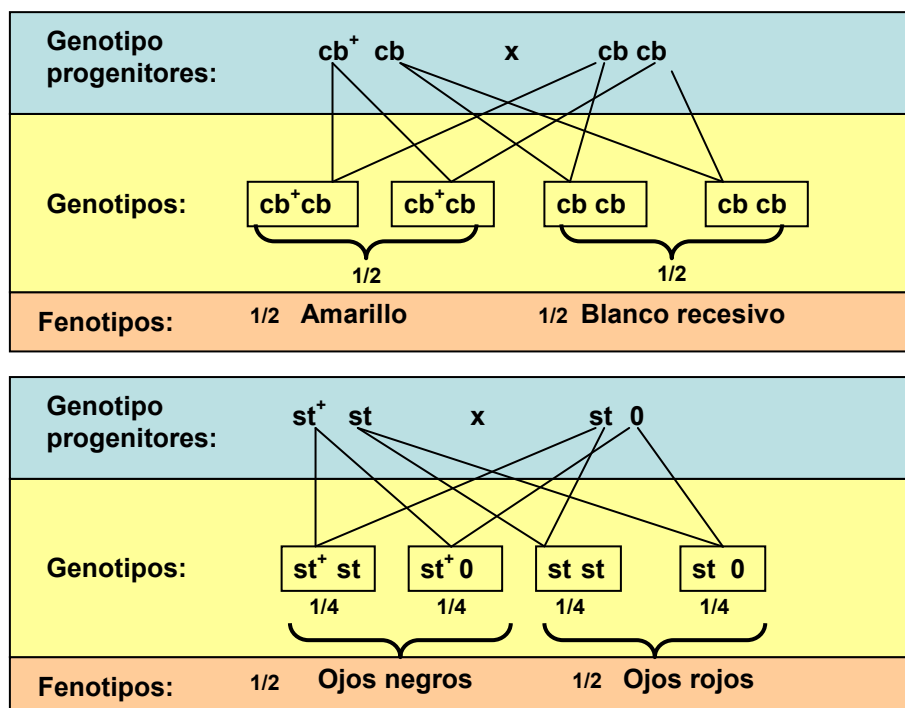 Genotipo
progenitores:
cb⁺ cb x cb cb
Genotipos:
cb⁺cb cb⁺cb cb cb cb cb
1/2 1/2
Fenotipos: 1/2 Amarillo 1/2 Blanco recesivo
Genotipo
progenitores:
st⁺ st x st 0
Genotipos:
st⁺ st st⁺ 0 st st st 0
1/4 1/4 1/4 1/4
Fenotipos: 1/2 Ojos negros 1/2 Ojos rojos